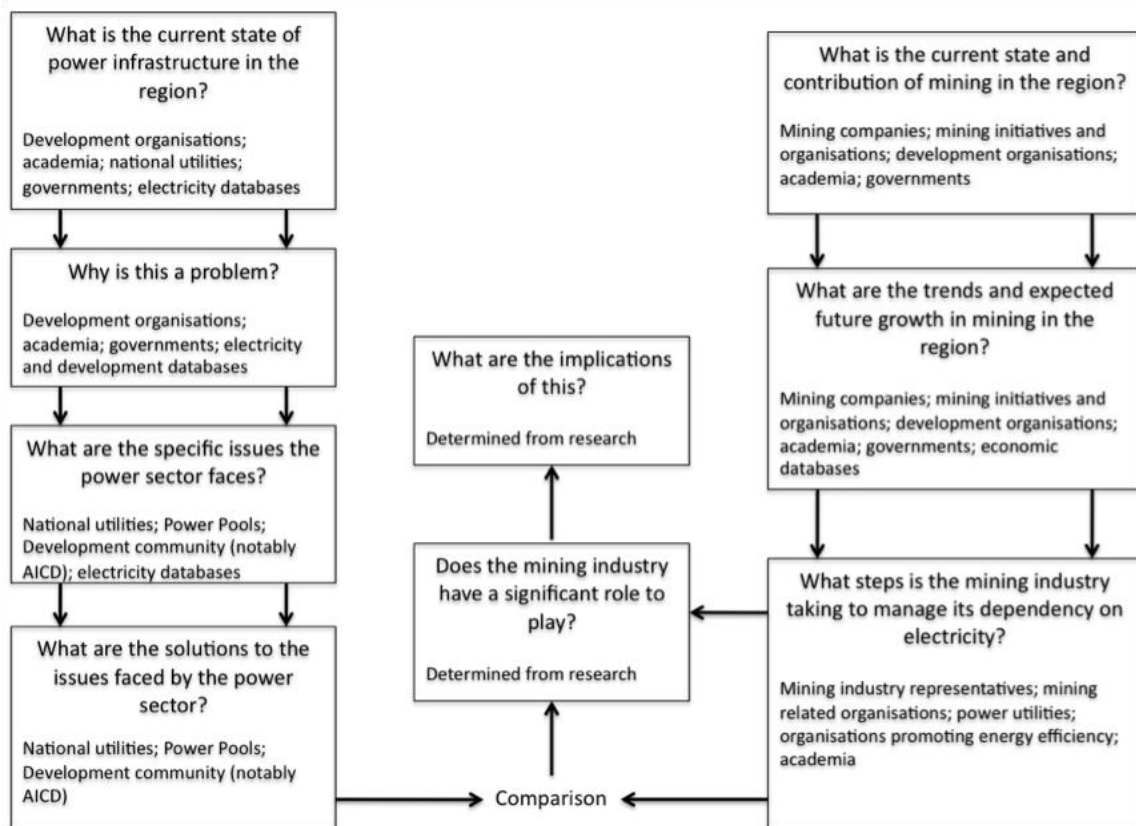 What is the current state of
power infrastructure in the
region?
Development organisations;
academia; national utilities;
governments; electricity databases
Why is this a problem?
Development organisations;
academia; governments; electricity
and development databases
What are the specific issues the
power sector faces?
National utilities; Power Pools;
Development community (notably
AICD); electricity databases
What are the solutions to the
issues faced by the power
sector?
National utilities; Power Pools;
Development community (notably
AICD)
What are the implications
of this?
Determined from research
Does the mining industry
have a significant role to
play?
Determined from research
Comparison
What is the current state and
contribution of mining in the region?
Mining companies; mining initiatives and
organisations; development organisations;
academia; governments
What are the trends and expected
future growth in mining in the
region?
Mining companies; mining initiatives and
organisations; development organisations;
academia; governments; economic
databases
What steps is the mining industry
taking to manage its dependency on
electricity?
Mining industry representatives; mining
related organisations; power utilities;
organisations promoting energy efficiency;
academia